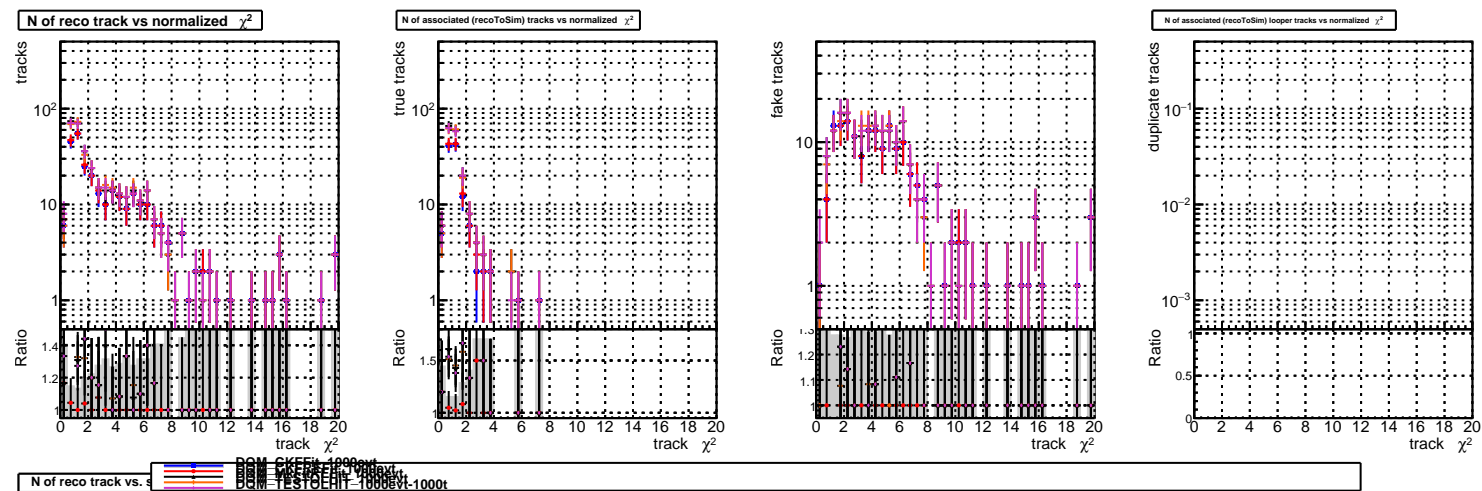 N of reco track vs normalized χ²
N of associated (recoToSim) tracks vs normalized χ²
N of associated (recoToSim) looper tracks vs normalized χ²
tracks
10²
10
1
true tracks
10²
10
1
fake tracks
10
1
duplicate tracks
10⁻¹
10⁻²
10⁻³
Ratio
1.4
1.2
1
Ratio
1.5
1
Ratio
1.3
1.2
1.1
1
Ratio
1
0.5
0
0 2 4 6 8 10 12 14 16 18 20
0 2 4 6 8 10 12 14 16 18 20
0 2 4 6 8 10 12 14 16 18 20
0 2 4 6 8 10 12 14 16 18 20
track χ²
track χ²
track χ²
track χ²
N of reco track vs. s
DQM_TESTOLHIT-1000evt-1000t